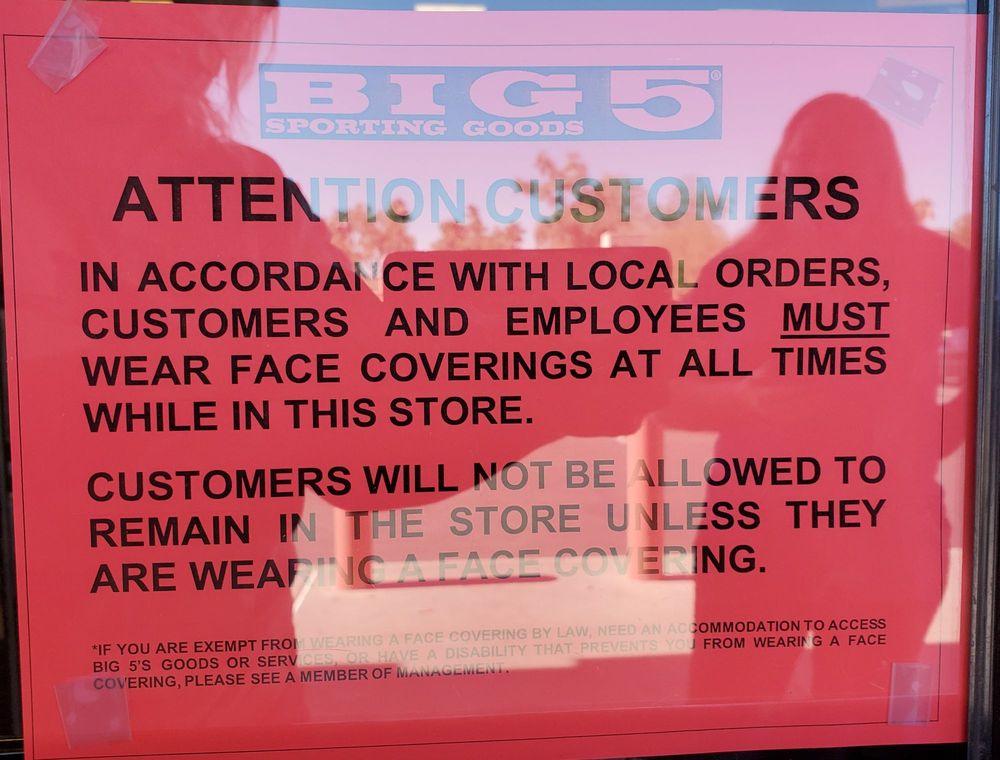 BIG 5®
SPORTING GOODS
ATTENTION CUSTOMERS
IN ACCORDANCE WITH LOCAL ORDERS,
CUSTOMERS AND EMPLOYEES MUST
WEAR FACE COVERINGS AT ALL TIMES
WHILE IN THIS STORE.
CUSTOMERS WILL NOT BE ALLOWED TO
REMAIN IN THE STORE UNLESS THEY
ARE WEARING A FACE COVERING.
*IF YOU ARE EXEMPT FROM WEARING A FACE COVERING BY LAW, NEED AN ACCOMMODATION TO ACCESS
BIG 5'S GOODS OR SERVICES, OR HAVE A DISABILITY THAT PREVENTS YOU FROM WEARING A FACE
COVERING, PLEASE SEE A MEMBER OF MANAGEMENT.